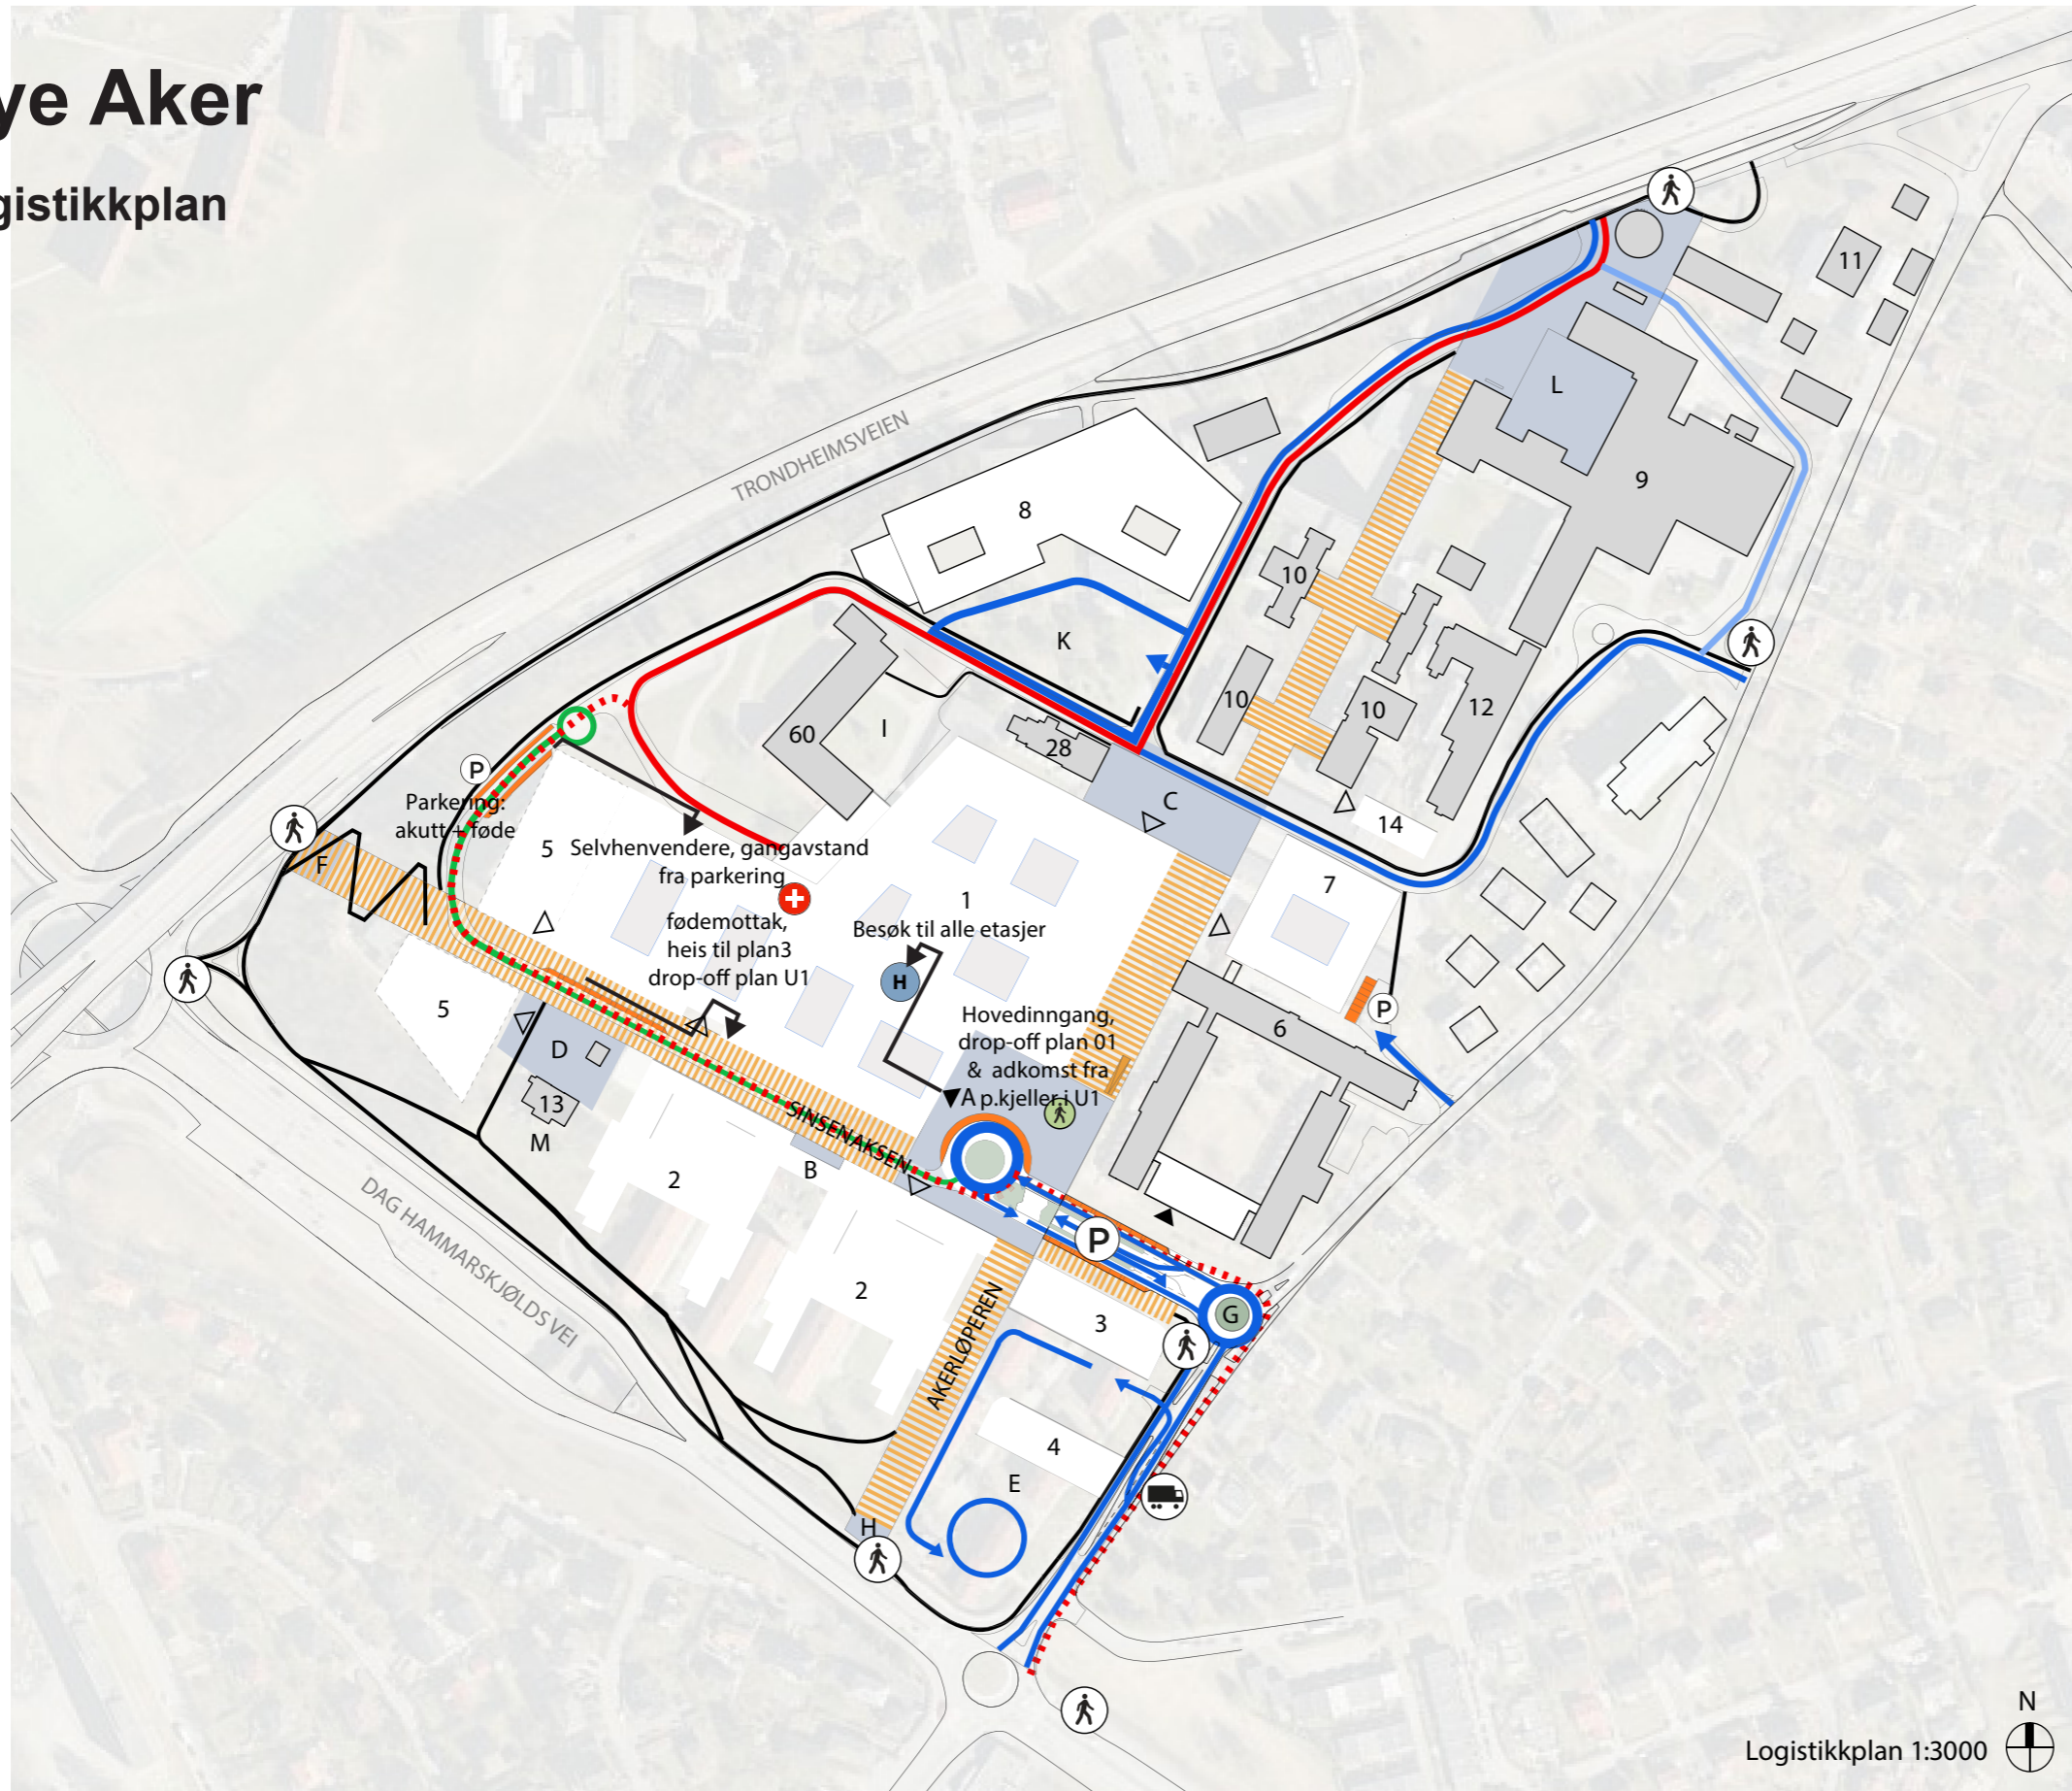 ye Aker
gistikkplan
11
L
TRONDHEIMSVEIEN
9
8
10
K
10
10
12
60
I
28
P
C
Parkering:
akutt + føde
14
5
Selvhenvendere, gangavstand
fra parkering
F
7
1
fødemottak,
heis til plan3
drop-off plan U1
Besøk til alle etasjer
H
5
P
Hovedinngang,
drop-off plan 01
& adkomst fra
A p.kjeller i U1
6
D
13
M
SINSENAKSEN
B
2
DAG HAMMARSKJØLDS VEI
P
2
G
3
AKERLØPEREN
4
E
H
N
Logistikkplan 1:3000